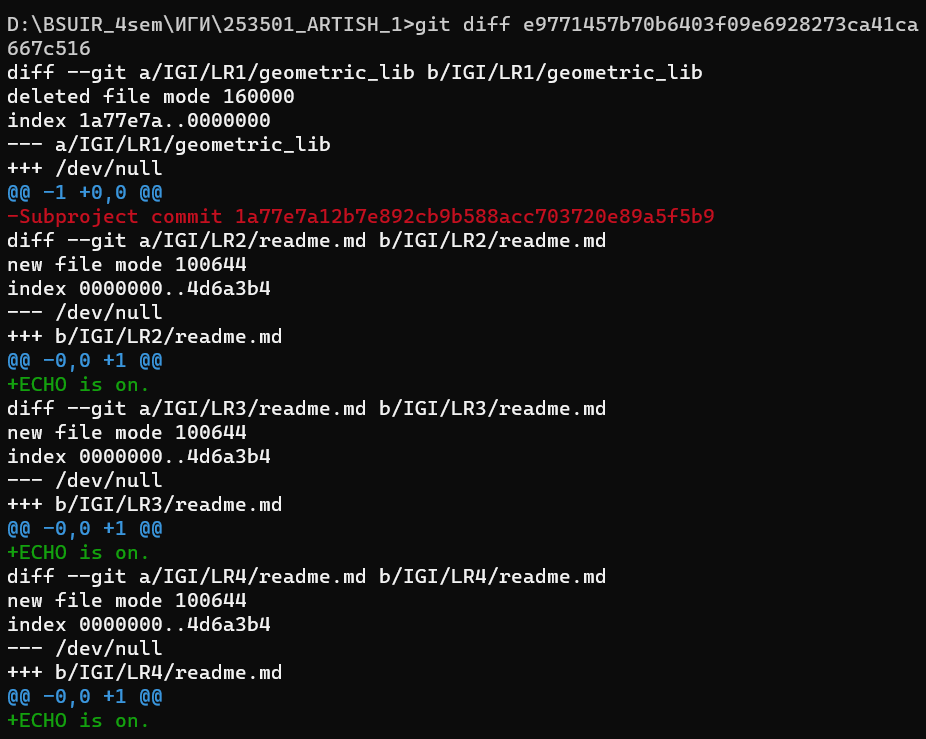 D:\BSUIR_4sem\ИГИ\253501_ARTISH_1>git diff e9771457b70b6403f09e6928273ca41ca
667c516
diff --git a/IGI/LR1/geometric_lib b/IGI/LR1/geometric_lib
deleted file mode 160000
index 1a77e7a..0000000
--- a/IGI/LR1/geometric_lib
+++ /dev/null
@@ -1 +0,0 @@
-Subproject commit 1a77e7a12b7e892cb9b588acc703720e89a5f5b9
diff --git a/IGI/LR2/readme.md b/IGI/LR2/readme.md
new file mode 100644
index 0000000..4d6a3b4
--- /dev/null
+++ b/IGI/LR2/readme.md
@@ -0,0 +1 @@
+ECHO is on.
diff --git a/IGI/LR3/readme.md b/IGI/LR3/readme.md
new file mode 100644
index 0000000..4d6a3b4
--- /dev/null
+++ b/IGI/LR3/readme.md
@@ -0,0 +1 @@
+ECHO is on.
diff --git a/IGI/LR4/readme.md b/IGI/LR4/readme.md
new file mode 100644
index 0000000..4d6a3b4
--- /dev/null
+++ b/IGI/LR4/readme.md
@@ -0,0 +1 @@
+ECHO is on.